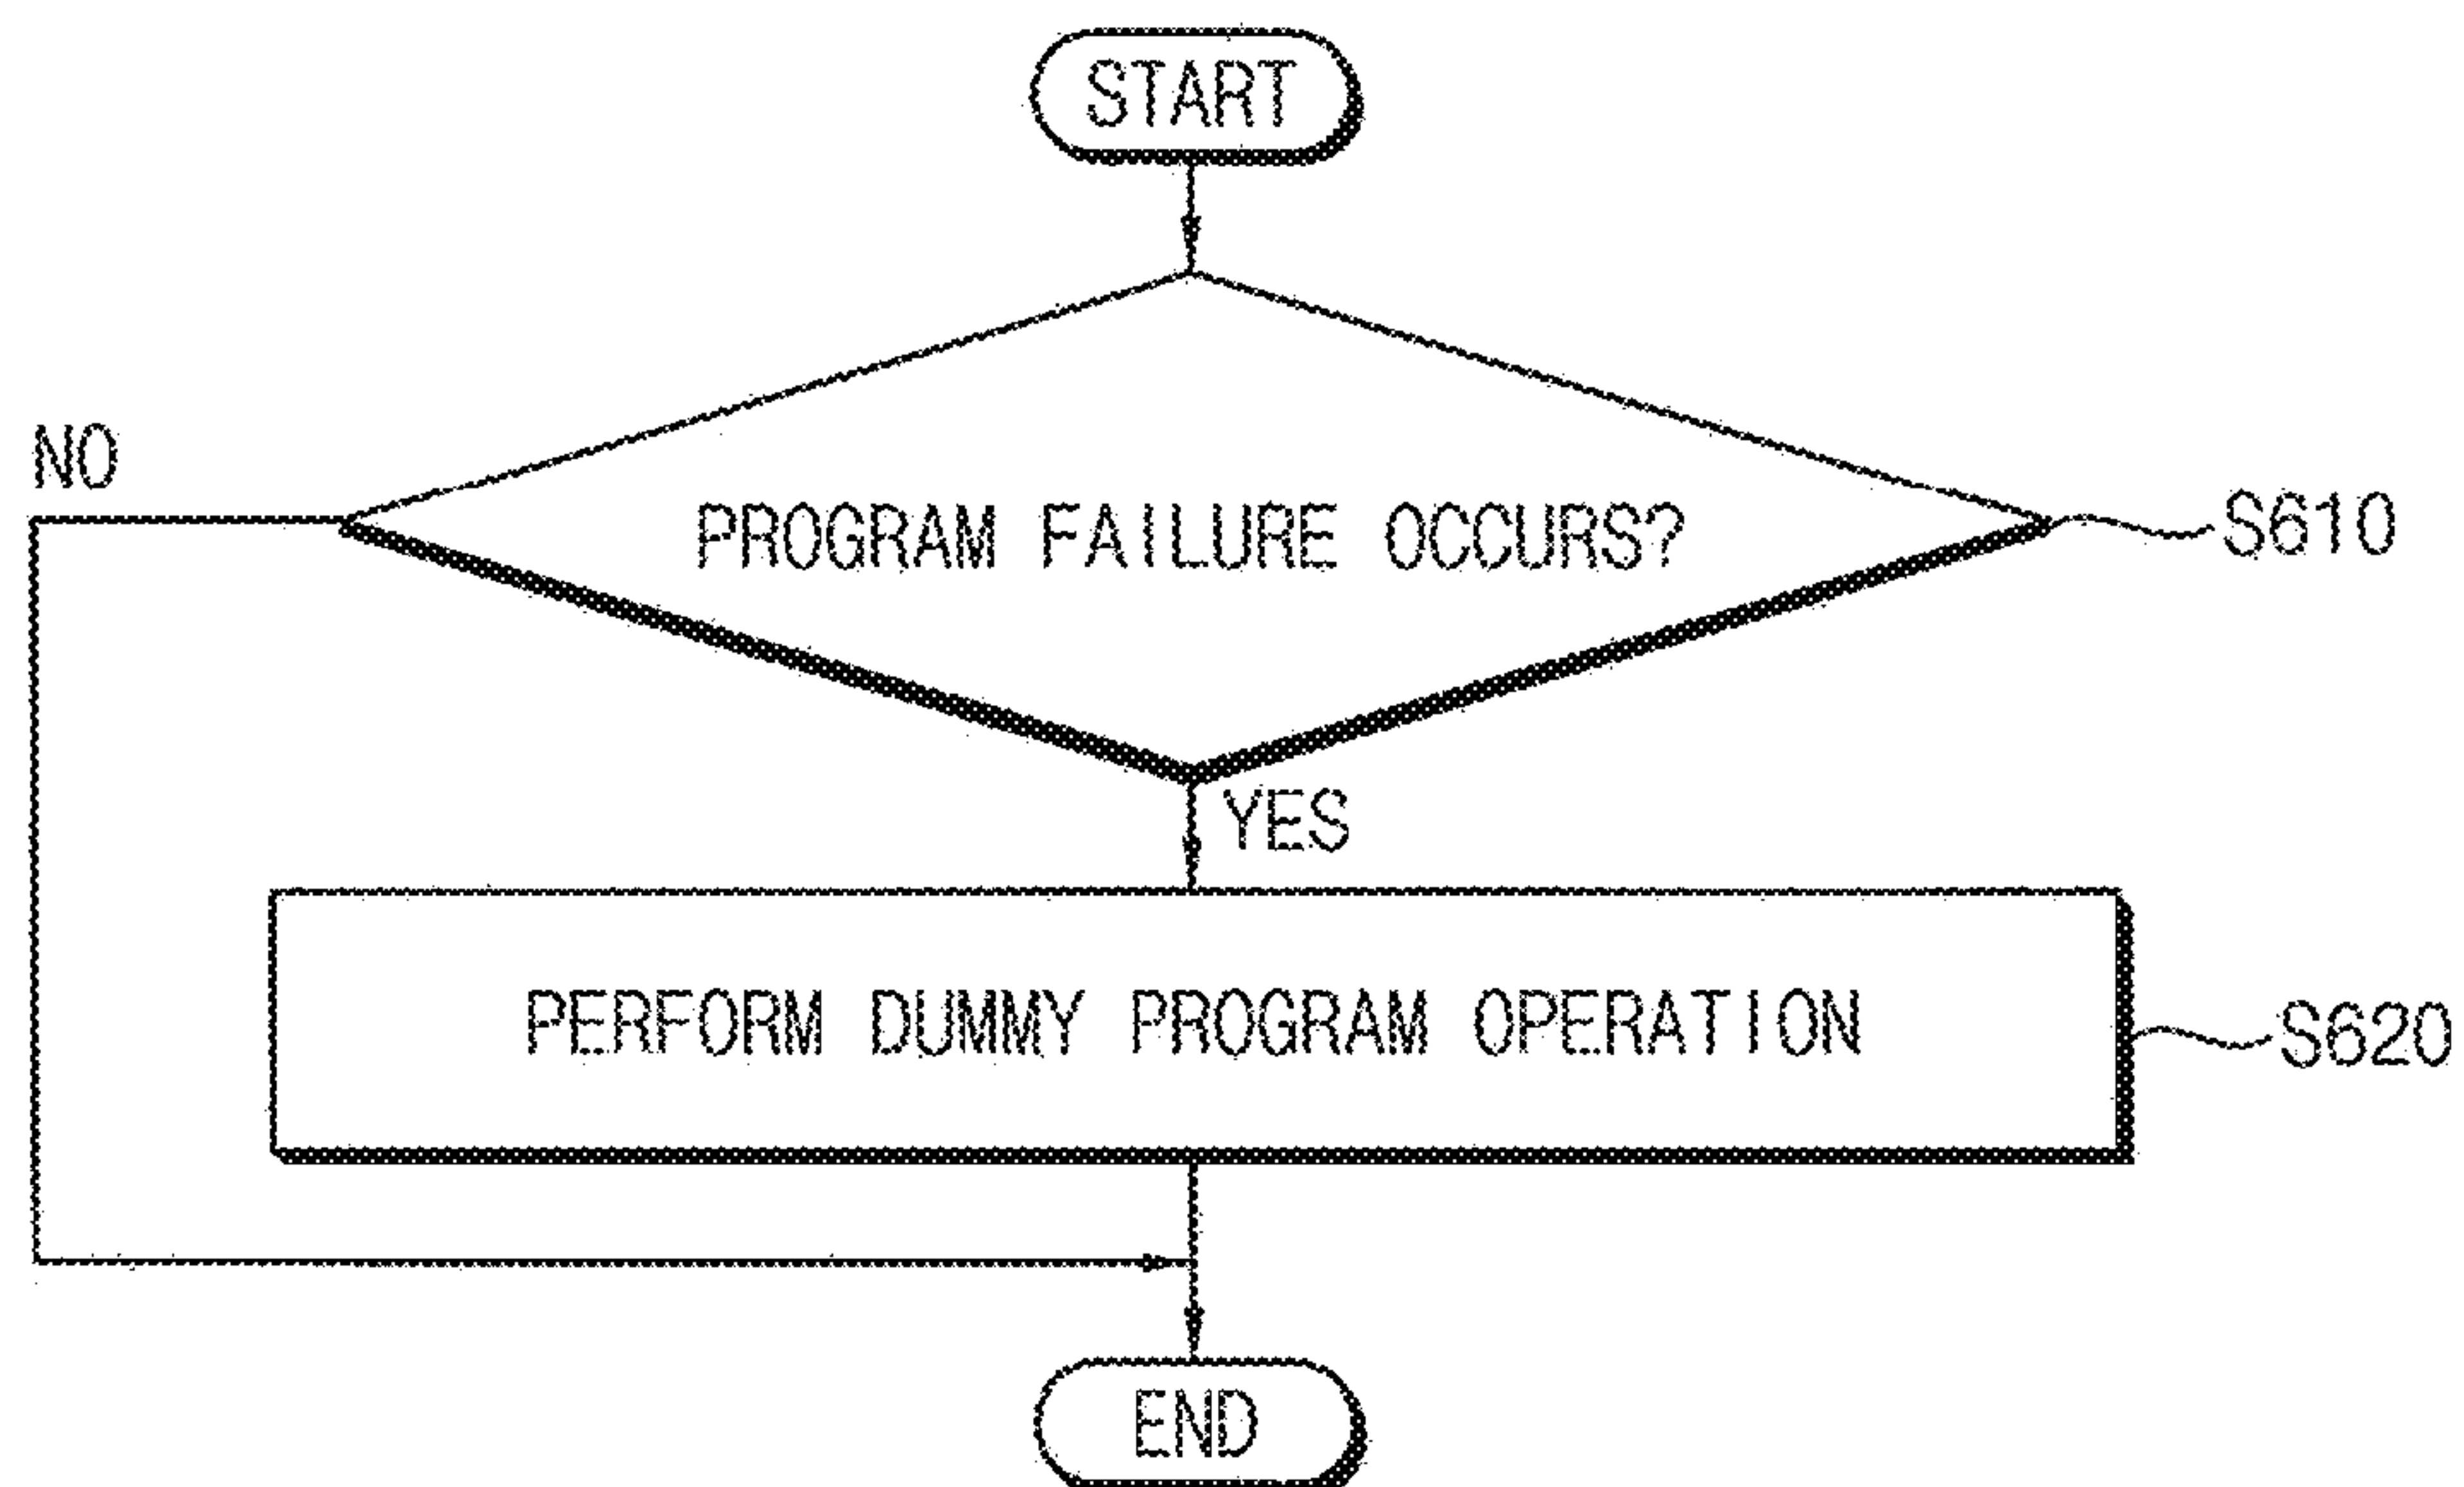 START
NO
PROGRAM FAILURE OCCURS?
S610
YES
PERFORM DUMMY PROGRAM OPERATION
S620
END